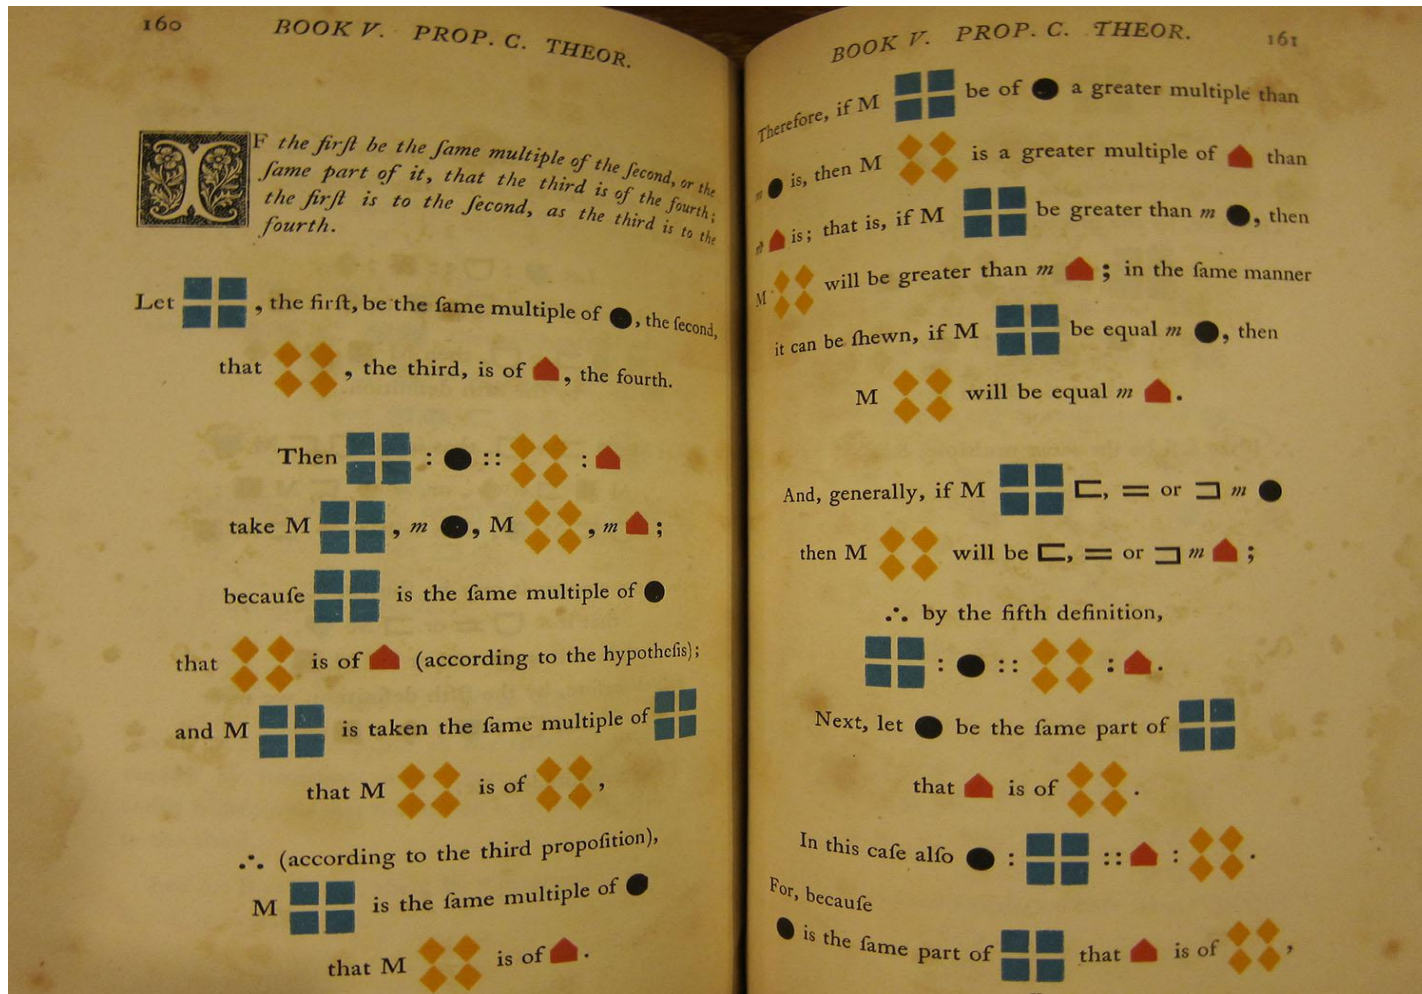 160
BOOK V. PROP. C. THEOR.
IF the firſt be the ſame multiple of the ſecond, or the
ſame part of it, that the third is of the fourth;
the firſt is to the ſecond, as the third is to the
fourth.
Let , the firſt, be the ſame multiple of , the ſecond,
that , the third, is of , the fourth.
Then : :: :
take M , m , M , m ;
becauſe is the ſame multiple of
that is of (according to the hypotheſis);
and M is taken the ſame multiple of
that M is of ,
∴ (according to the third propoſition),
M is the ſame multiple of
that M is of .
BOOK V. PROP. C. THEOR.
161
Therefore, if M be of a greater multiple than
m is, then M is a greater multiple of than
m is; that is, if M be greater than m , then
M will be greater than m ; in the ſame manner
it can be ſhewn, if M be equal m , then
M will be equal m .
And, generally, if M ⊏, = or ⊐ m
then M will be ⊏, = or ⊐ m ;
∴ by the fifth definition,
: :: : .
Next, let be the ſame part of
that is of .
In this caſe alſo : :: : .
For, becauſe
is the ſame part of that is of ,